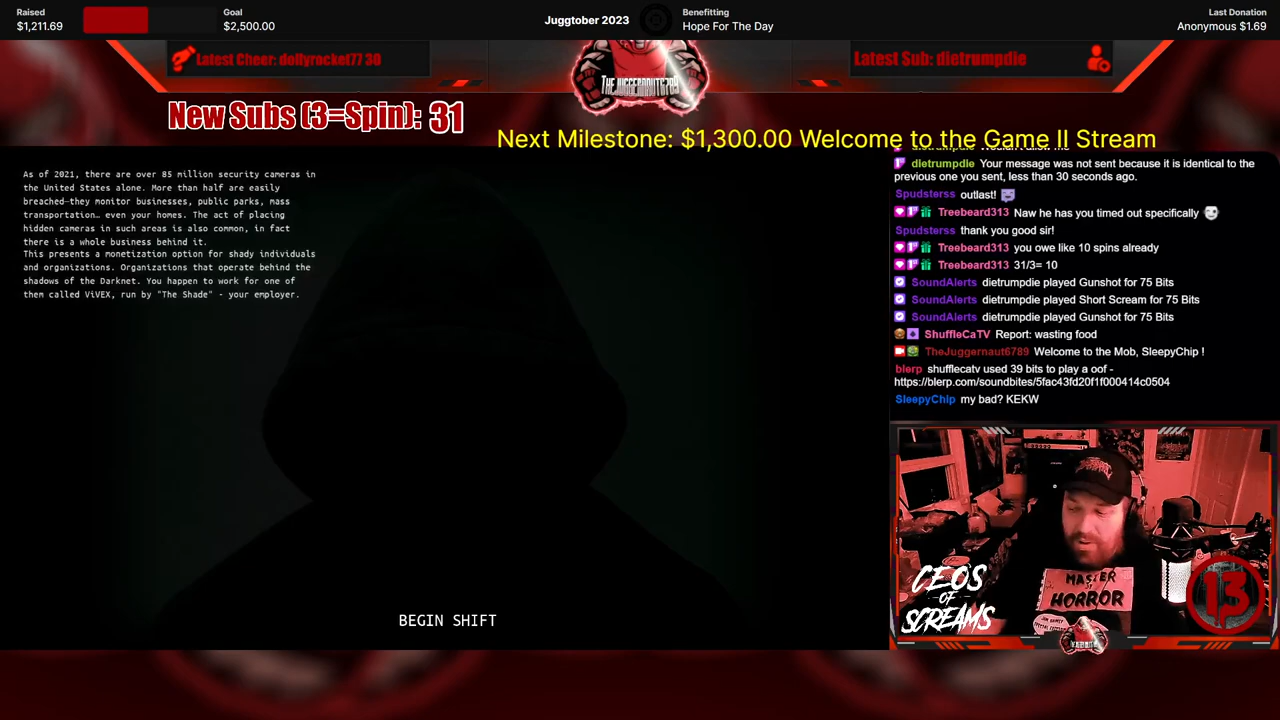 Raised
$1,211.69
Goal
$2,500.00
Juggtober 2023
Benefitting
Hope For The Day
Last Donation
Anonymous $1.69
Latest Cheer: dollyrocket77 30
THEJUGGERNAUT6789
Latest Sub: dietrumpdie
New Subs (3=Spin): 31
Next Milestone: $1,300.00 Welcome to the Game II Stream
As of 2021, there are over 85 million security cameras in
the United States alone. More than half are easily
breached—they monitor businesses, public parks, mass
transportation… even your homes. The act of placing
hidden cameras in such areas is also common, in fact
there is a whole business behind it.
This presents a monetization option for shady individuals
and organizations. Organizations that operate behind the
shadows of the Darknet. You happen to work for one of
them called ViVEX, run by "The Shade" - your employer.
BEGIN SHIFT
dietrumpdie Your message was not sent because it is identical to the
previous one you sent, less than 30 seconds ago.
Spudsterss outlast!
Treebeard313 Naw he has you timed out specifically
Spudsterss thank you good sir!
Treebeard313 you owe like 10 spins already
Treebeard313 31/3= 10
SoundAlerts dietrumpdie played Gunshot for 75 Bits
SoundAlerts dietrumpdie played Short Scream for 75 Bits
SoundAlerts dietrumpdie played Gunshot for 75 Bits
ShuffleCaTV Report: wasting food
TheJuggernaut6789 Welcome to the Mob, SleepyChip !
blerp shufflecatv used 39 bits to play a oof -
https://blerp.com/soundbites/5fac43fd20f1f000414c0504
SleepyChip my bad? KEKW
CEOS
OF
SCREAMS
MASTER
HORROR
13